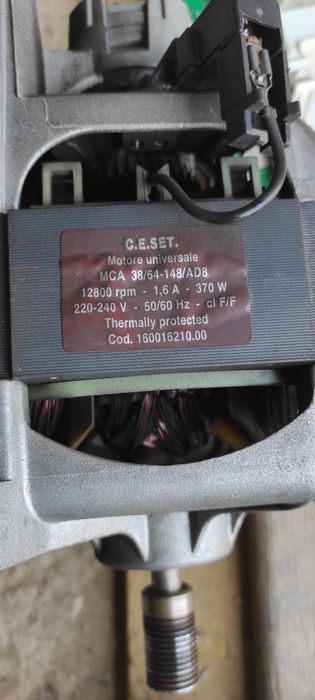 C.E.SET.
Motore universale
MCA 38/64-148/AD8
12800 rpm - 1,6 A - 370 W
220-240 V - 50/60 Hz - cl F/F
Thermally protected
Cod. 160016210.00